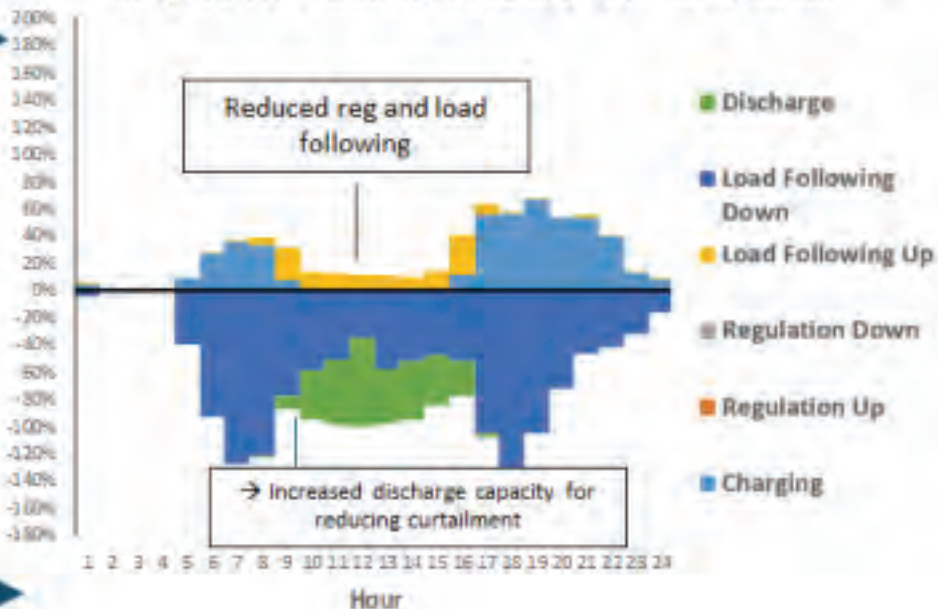 200%
180%
160%
140%
120%
100%
80%
60%
40%
20%
0%
-20%
-40%
-60%
-80%
-100%
-120%
-140%
-160%
-180%
Reduced reg and load
following
→ Increased discharge capacity for
reducing curtailment
1 2 3 4 5 6 7 8 9 10 11 12 13 14 15 16 17 18 19 20 21 22 23 24
Hour
Discharge
Load Following
Down
Load Following Up
Regulation Down
Regulation Up
Charging